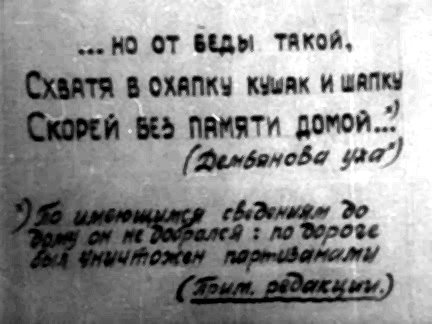 ... но от беды такой,
Схватя в охапку кушак и шапку
Скорей без памяти домой...*)
(Демьянова уха")
*) По имеющимся сведениям до
дому он не добрался: по дороге
был уничтожен партизанами
(Прим. редакции.)